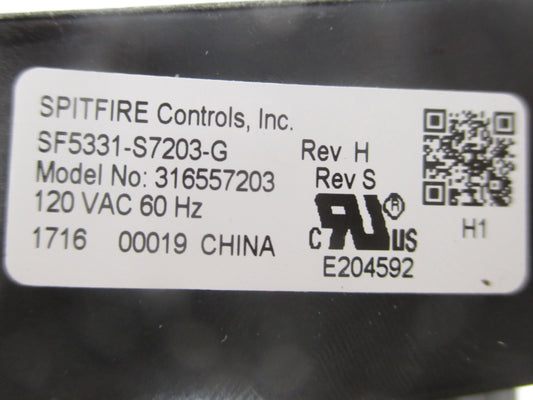 SPITFIRE Controls, Inc.
SF5331-S7203-G Rev H
Model No: 316557203 Rev S
120 VAC 60 Hz
c RU ® US H1
1716 00019 CHINA
E204592